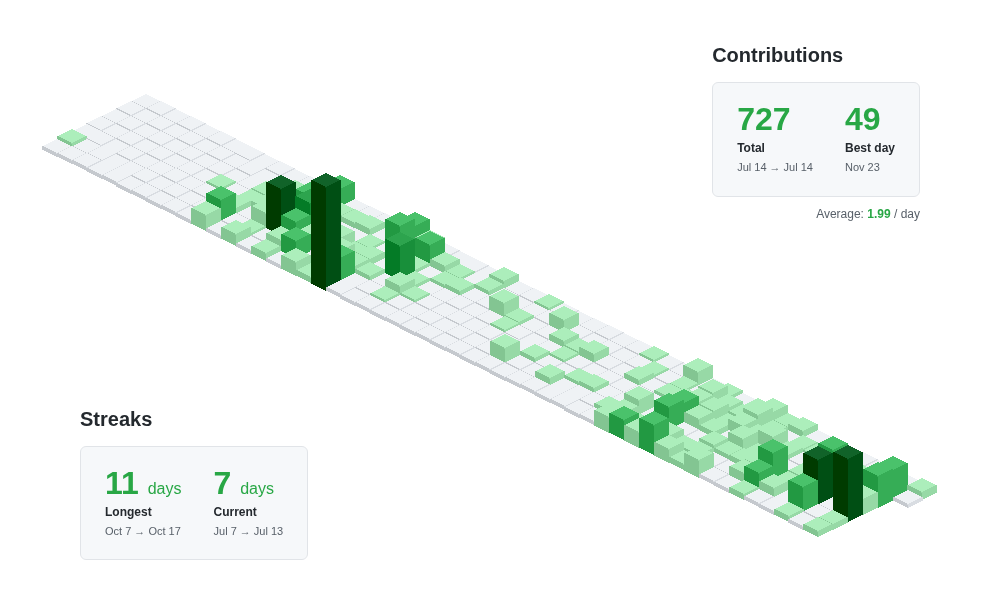 Contributions
727 49
Total Best day
Jul 14 → Jul 14 Nov 23
Average: 1.99 / day
Streaks
11 days 7 days
Longest Current
Oct 7 → Oct 17 Jul 7 → Jul 13